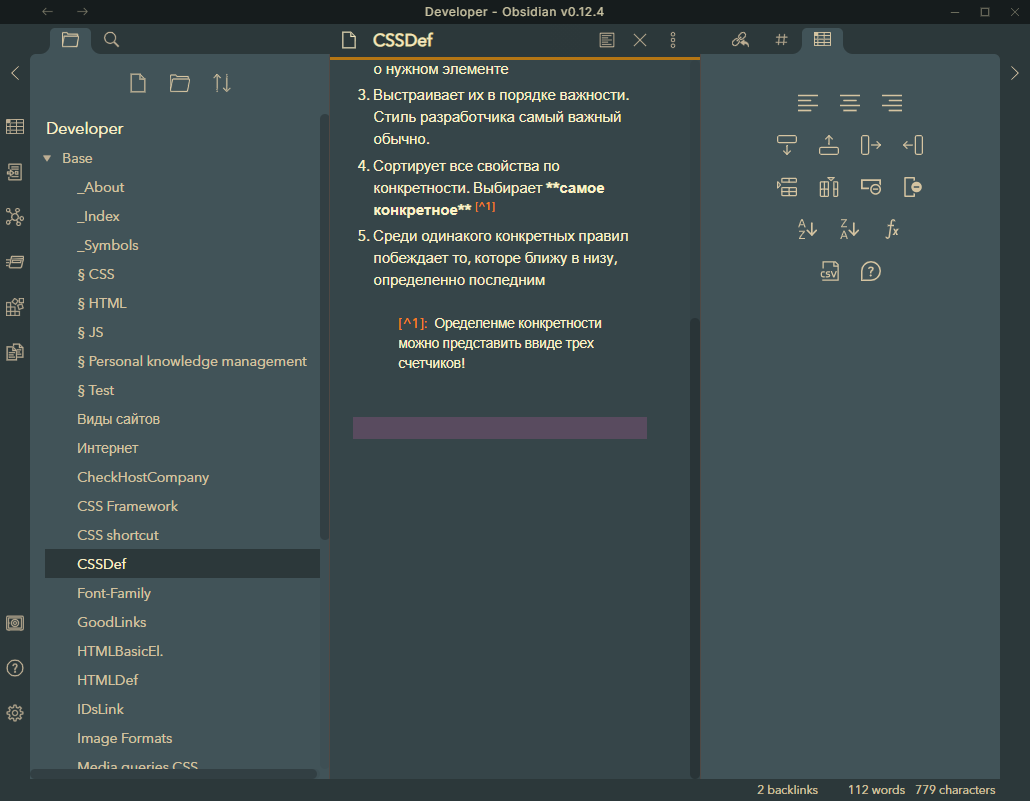 Developer - Obsidian v0.12.4
CSSDef
Developer
Base
_About
_Index
_Symbols
§ CSS
§ HTML
§ JS
§ Personal knowledge management
§ Test
Виды сайтов
Интернет
CheckHostCompany
CSS Framework
CSS shortcut
CSSDef
Font-Family
GoodLinks
HTMLBasicEl.
HTMLDef
IDsLink
Image Formats
Media queries CSS
о нужном элементе
3. Выстраивает их в порядке важности.
Стиль разработчика самый важный
обычно.
4. Сортирует все свойства по
конкретности. Выбирает **самое
конкретное** [^1]
5. Среди одинакого конкретных правил
побеждает то, которе ближу в низу,
определенно последним
[^1]: Оределенме конкретности
можно представить ввиде трех
счетчиков!
A Z
Z A
fx
CSV
2 backlinks 112 words 779 characters